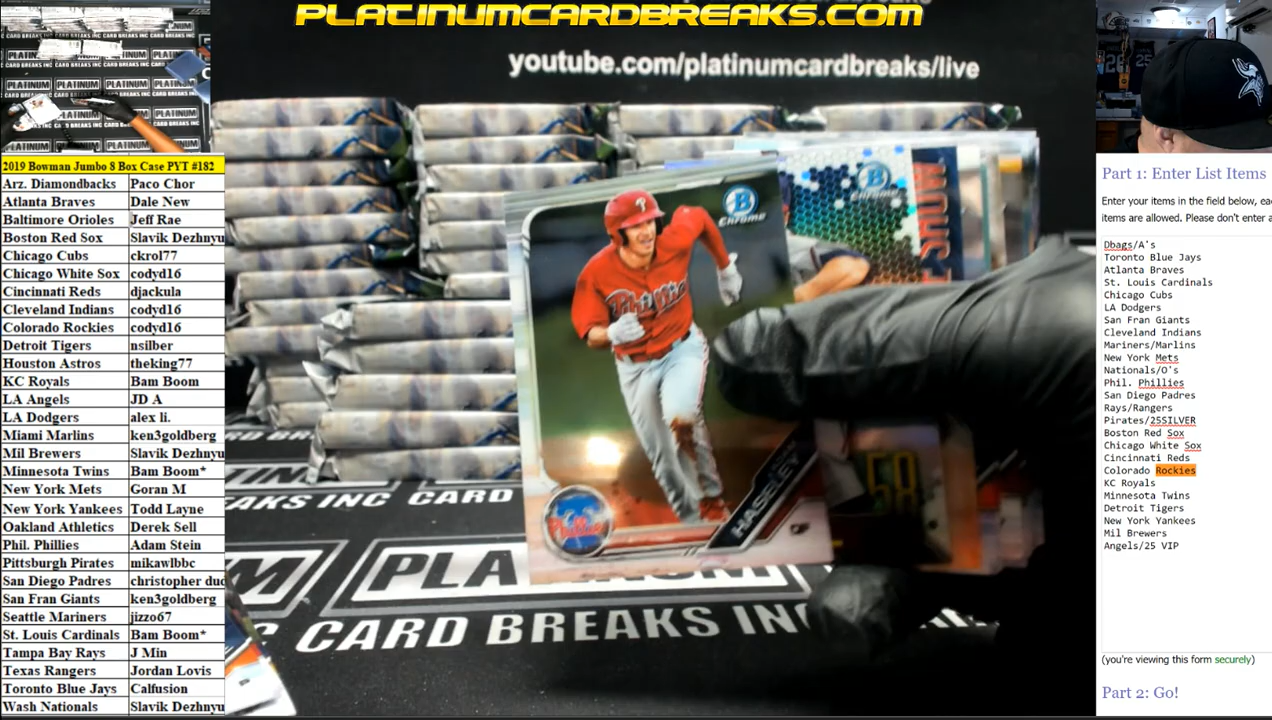 PLATINUMCARDBREAKS.COM
youtube.com/platinumcardbreaks/live
2019 Bowman Jumbo 8 Box Case PYT #182
Arz. Diamondbacks Paco Chor
Atlanta Braves Dale New
Baltimore Orioles Jeff Rae
Boston Red Sox Slavik Dezhnyu
Chicago Cubs ckrol77
Chicago White Sox codyd16
Cincinnati Reds djackula
Cleveland Indians codyd16
Colorado Rockies codyd16
Detroit Tigers nsilber
Houston Astros theking77
KC Royals Bam Boom
LA Angels JD A
LA Dodgers alex li.
Miami Marlins ken3goldberg
Mil Brewers Slavik Dezhnyu
Minnesota Twins Bam Boom*
New York Mets Goran M
New York Yankees Todd Layne
Oakland Athletics Derek Sell
Phil. Phillies Adam Stein
Pittsburgh Pirates mikawlbbc
San Diego Padres christopher dud
San Fran Giants ken3goldberg
Seattle Mariners jizzo67
St. Louis Cardinals Bam Boom*
Tampa Bay Rays J Min
Texas Rangers Jordan Lovis
Toronto Blue Jays Calfusion
Wash Nationals Slavik Dezhnyu
B
Chrome
B
Chrome
Phillies
HASELEY
Phillies
58
PLATINUM
CARD BREAKS INC
Part 1: Enter List Items
Enter your items in the field below, eac
items are allowed. Please don't enter a
Dbags/A's
Toronto Blue Jays
Atlanta Braves
St. Louis Cardinals
Chicago Cubs
LA Dodgers
San Fran Giants
Cleveland Indians
Mariners/Marlins
New York Mets
Nationals/O's
Phil. Phillies
San Diego Padres
Rays/Rangers
Pirates/25SILVER
Boston Red Sox
Chicago White Sox
Cincinnati Reds
Colorado Rockies
KC Royals
Minnesota Twins
Detroit Tigers
New York Yankees
Mil Brewers
Angels/25 VIP
(you're viewing this form securely)
Part 2: Go!